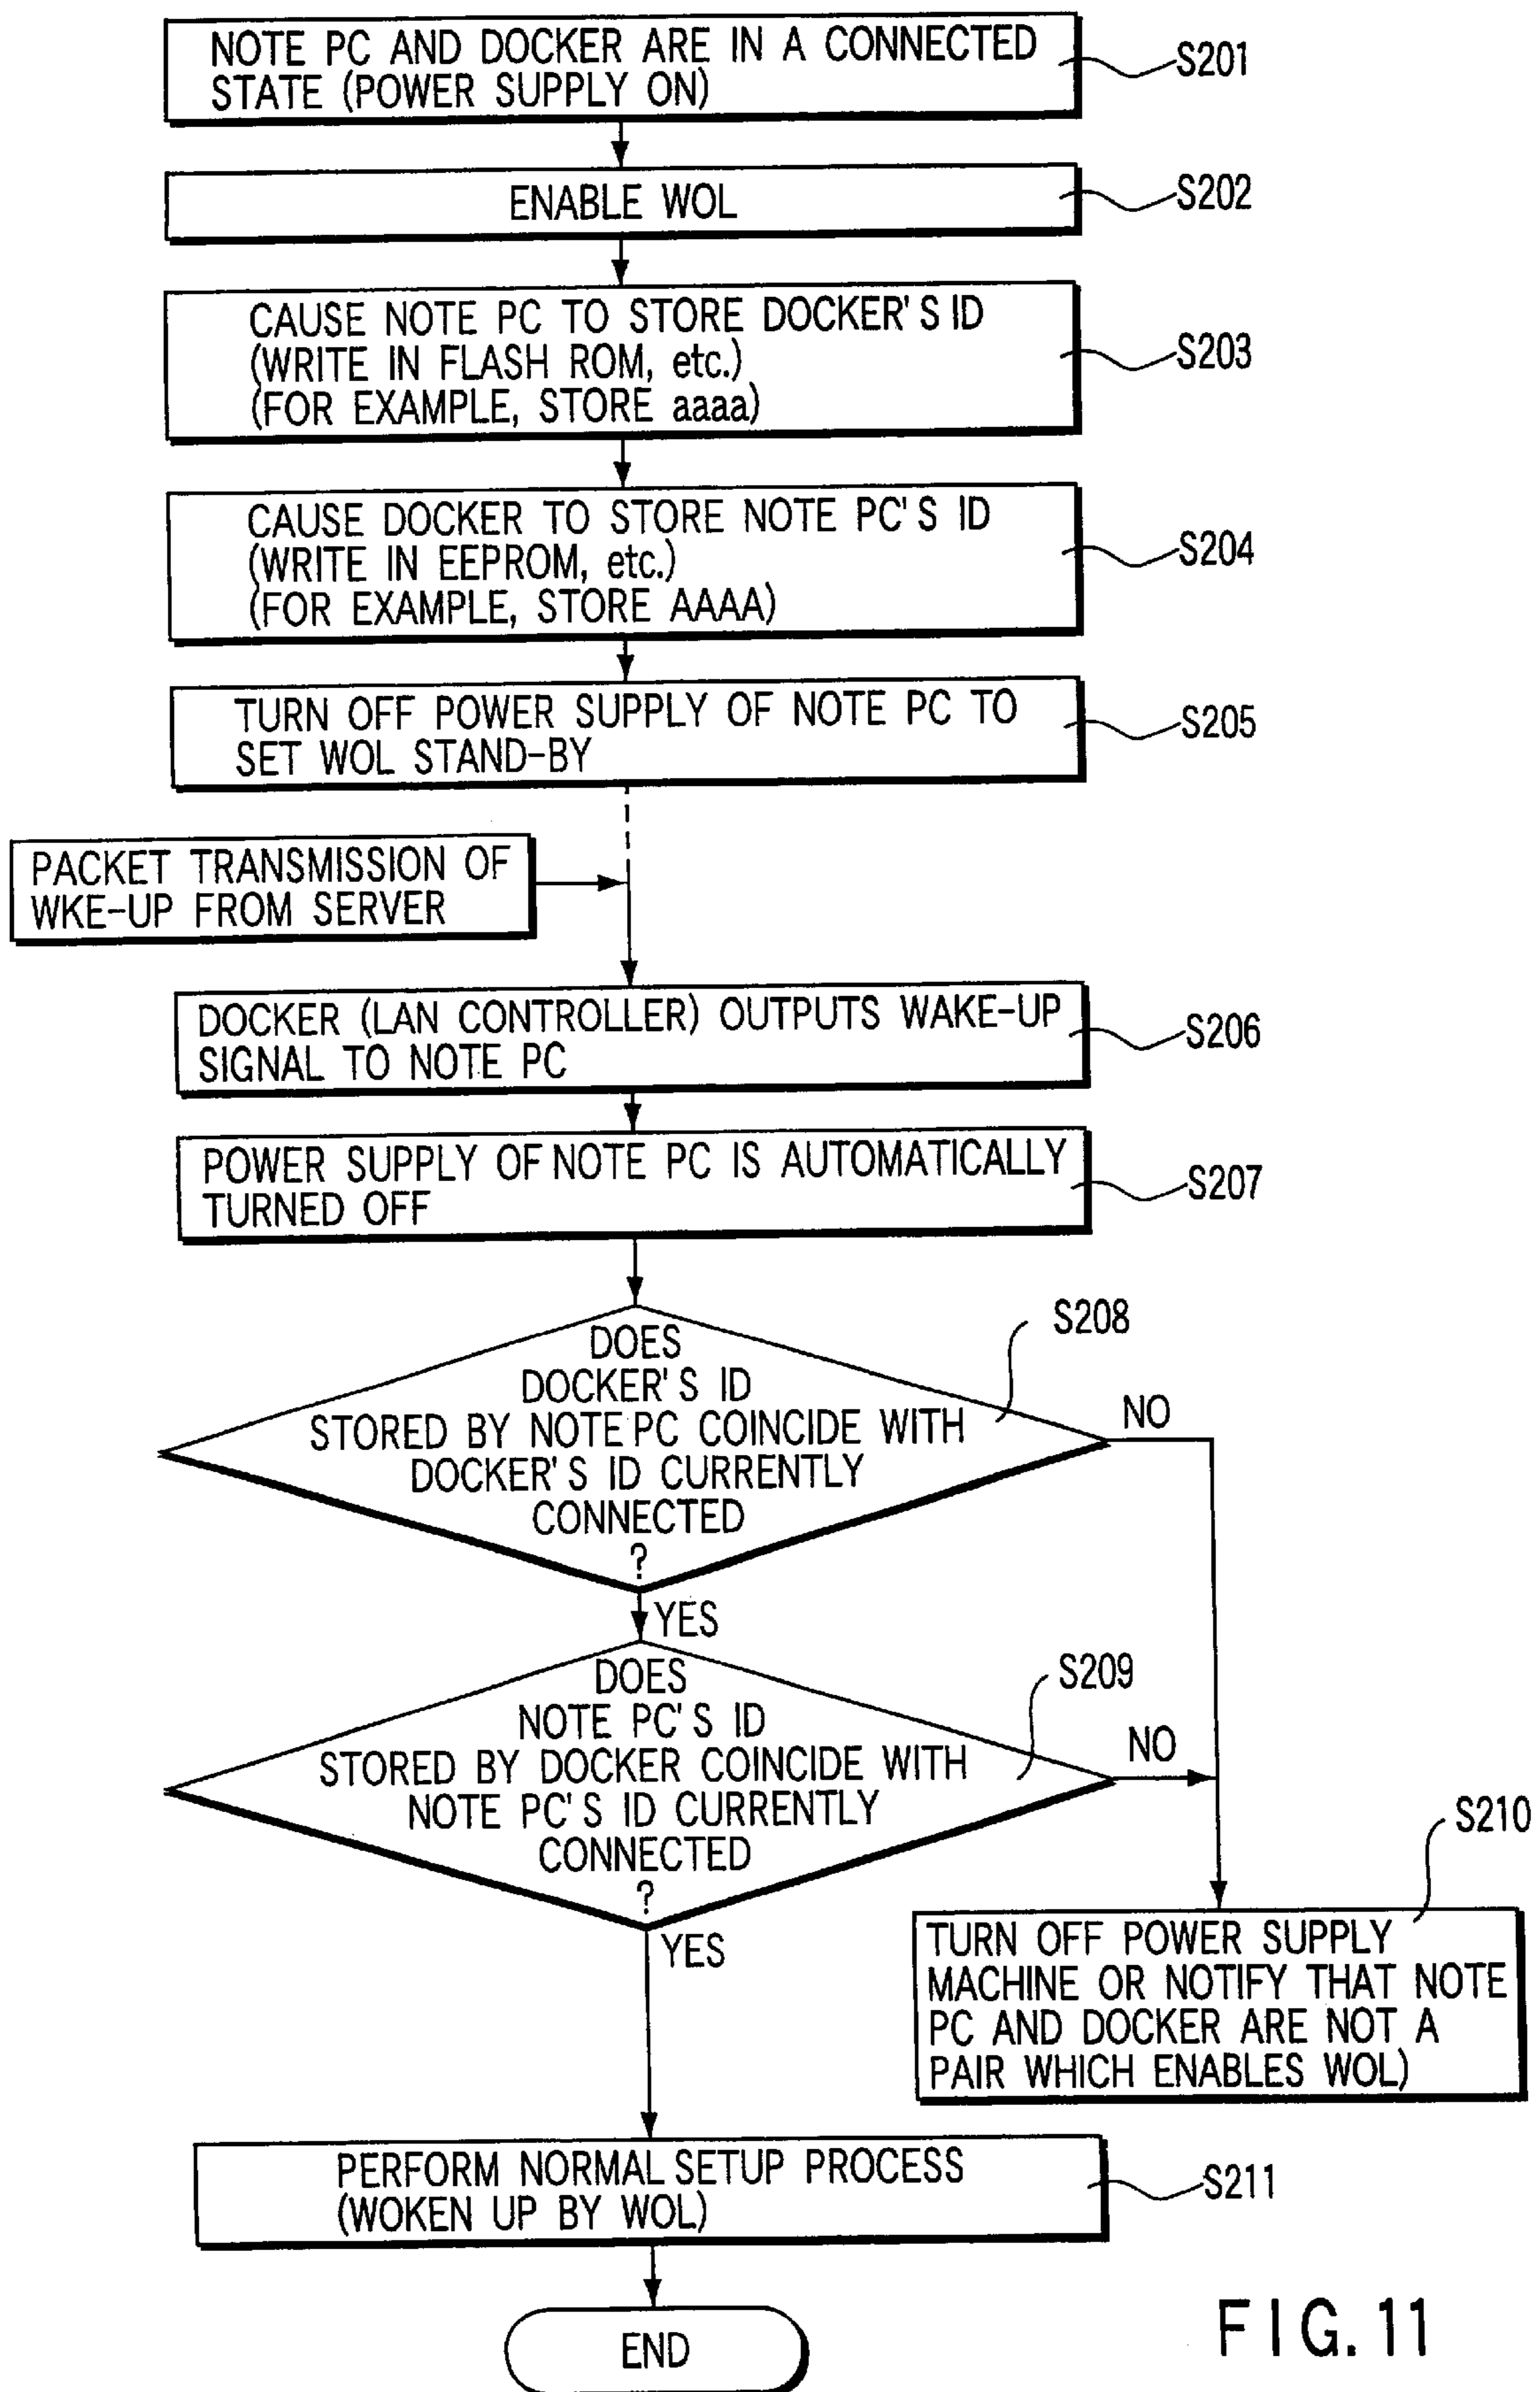 NOTE PC AND DOCKER ARE IN A CONNECTED
STATE (POWER SUPPLY ON)
S201
ENABLE WOL
S202
CAUSE NOTE PC TO STORE DOCKER'S ID
(WRITE IN FLASH ROM, etc.)
(FOR EXAMPLE, STORE aaaa)
S203
CAUSE DOCKER TO STORE NOTE PC'S ID
(WRITE IN EEPROM, etc.)
(FOR EXAMPLE, STORE AAAA)
S204
TURN OFF POWER SUPPLY OF NOTE PC TO
SET WOL STAND-BY
S205
PACKET TRANSMISSION OF
WKE-UP FROM SERVER
DOCKER (LAN CONTROLLER) OUTPUTS WAKE-UP
SIGNAL TO NOTE PC
S206
POWER SUPPLY OF NOTE PC IS AUTOMATICALLY
TURNED OFF
S207
DOES
DOCKER'S ID
STORED BY NOTE PC COINCIDE WITH
DOCKER'S ID CURRENTLY
CONNECTED
?
S208
NO
YES
DOES
NOTE PC'S ID
STORED BY DOCKER COINCIDE WITH
NOTE PC'S ID CURRENTLY
CONNECTED
?
S209
NO
YES
S210
TURN OFF POWER SUPPLY
MACHINE OR NOTIFY THAT NOTE
PC AND DOCKER ARE NOT A
PAIR WHICH ENABLES WOL)
PERFORM NORMAL SETUP PROCESS
(WOKEN UP BY WOL)
S211
END
FIG. 11